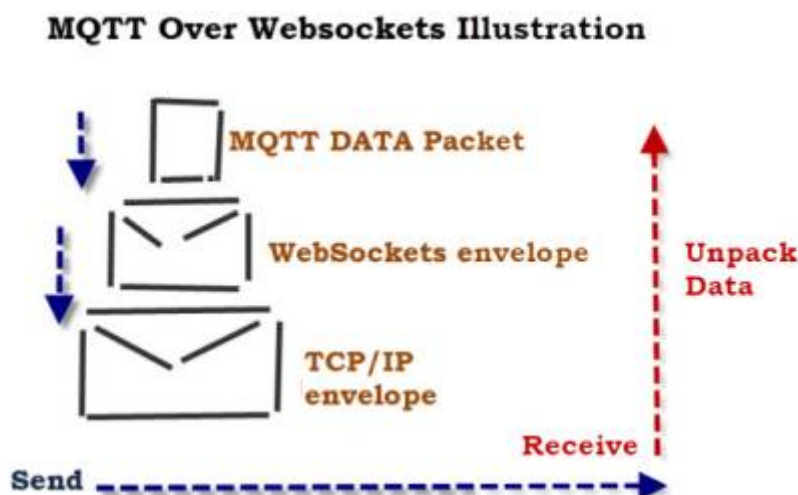 MQTT Over Websockets Illustration
MQTT DATA Packet
WebSockets envelope
Unpack
Data
TCP/IP
envelope
Receive
Send